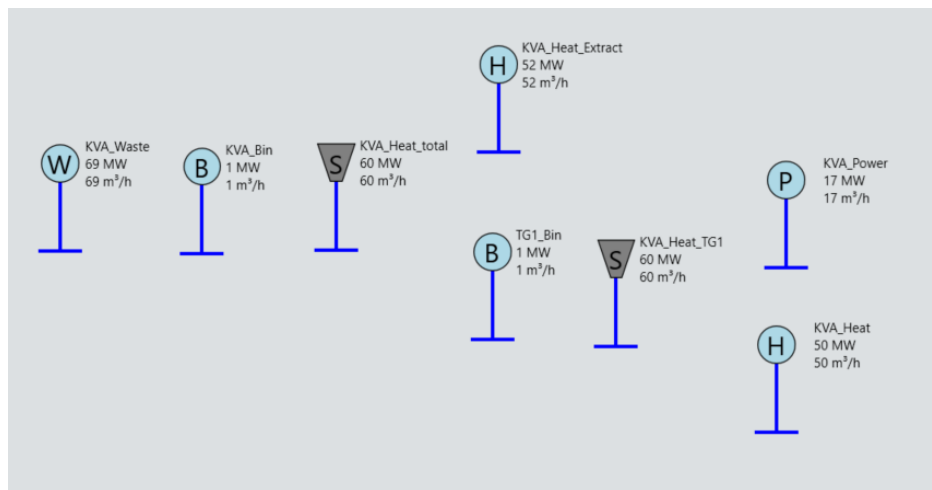 H
KVA_Heat_Extract
52 MW
52 m³/h
W
KVA_Waste
69 MW
69 m³/h
B
KVA_Bin
1 MW
1 m³/h
S
KVA_Heat_total
60 MW
60 m³/h
P
KVA_Power
17 MW
17 m³/h
B
TG1_Bin
1 MW
1 m³/h
S
KVA_Heat_TG1
60 MW
60 m³/h
H
KVA_Heat
50 MW
50 m³/h